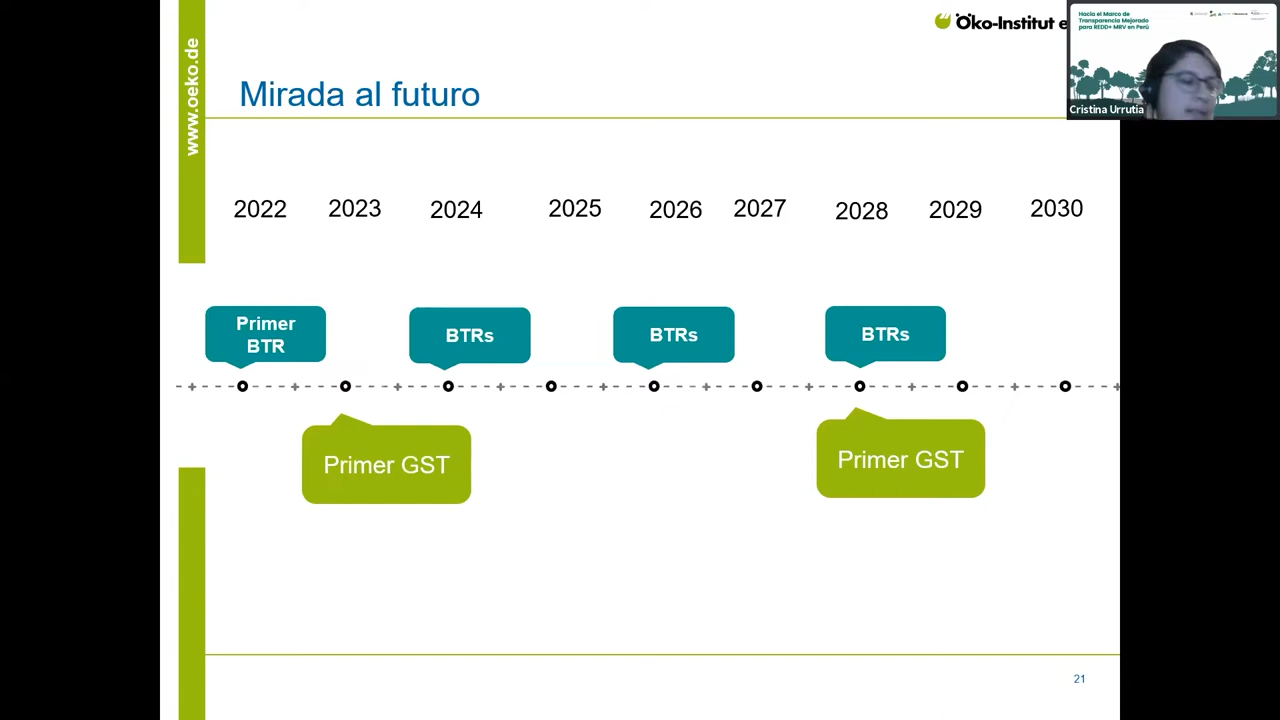 www.oeko.de
Öko-Institut e
Hacia el Marco de
Transparencia Mejorado
para REDD+ MRV en Perú
Cristina Urrutia
Mirada al futuro
2022 2023 2024 2025 2026 2027 2028 2029 2030
Primer
BTR
BTRs
BTRs
BTRs
Primer GST
Primer GST
21